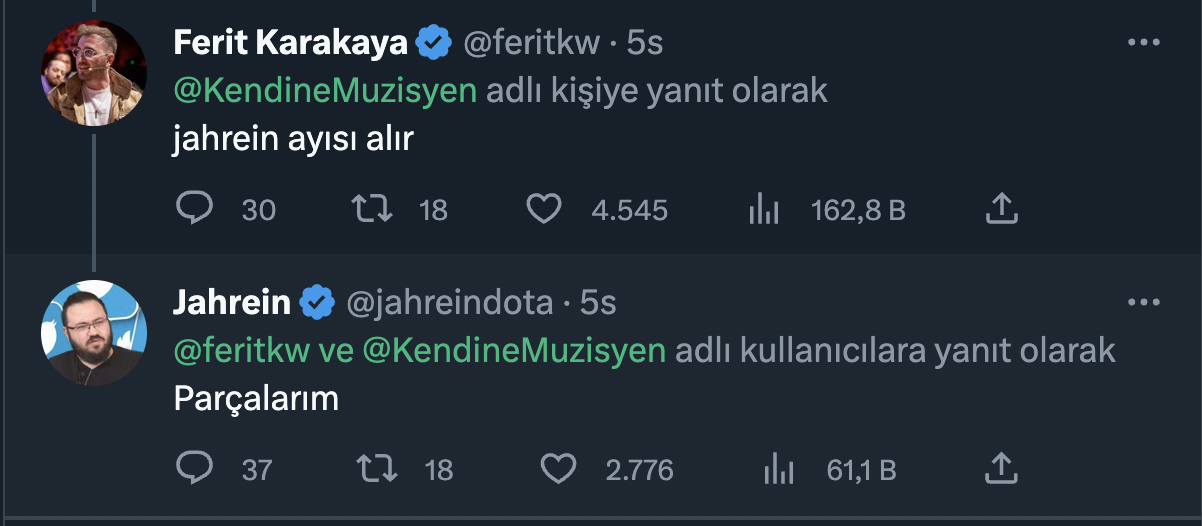 Ferit Karakaya @feritkw · 5s
@KendineMuzisyen adlı kişiye yanıt olarak
jahrein ayısı alır
30 18 4.545 162,8 B
Jahrein @jahreindota · 5s
@feritkw ve @KendineMuzisyen adlı kullanıcılara yanıt olarak
Parçalarım
37 18 2.776 61,1 B